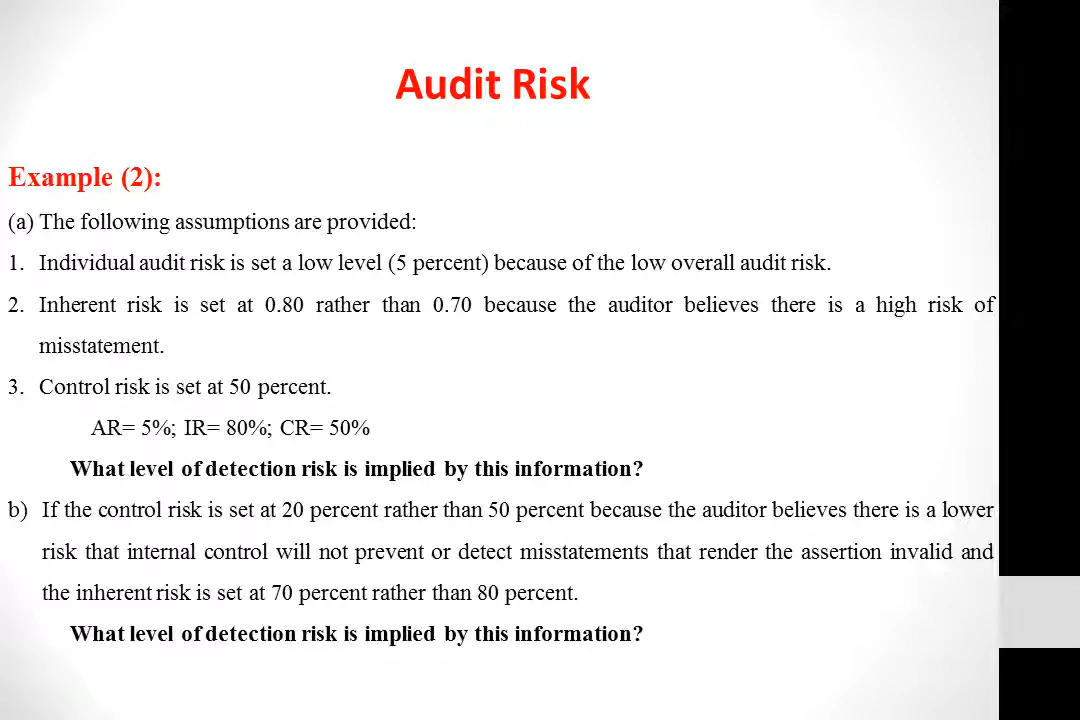 Audit Risk
Example (2):
(a) The following assumptions are provided:
1. Individual audit risk is set a low level (5 percent) because of the low overall audit risk.
2. Inherent risk is set at 0.80 rather than 0.70 because the auditor believes there is a high risk of
misstatement.
3. Control risk is set at 50 percent.
AR= 5%; IR= 80%; CR= 50%
What level of detection risk is implied by this information?
b) If the control risk is set at 20 percent rather than 50 percent because the auditor believes there is a lower
risk that internal control will not prevent or detect misstatements that render the assertion invalid and
the inherent risk is set at 70 percent rather than 80 percent.
What level of detection risk is implied by this information?